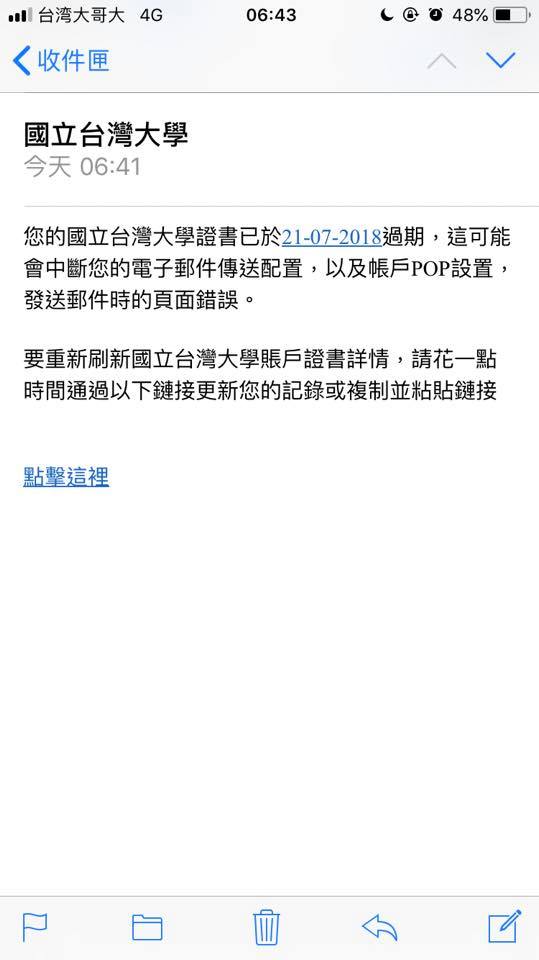 台湾大哥大 4G 06:43 48%
收件匣
國立台灣大學
今天 06:41
您的國立台灣大學證書已於21-07-2018過期，這可能
會中斷您的電子郵件傳送配置，以及帳戶POP設置，
發送郵件時的頁面錯誤。
要重新刷新國立台灣大學賬戶證書詳情，請花一點
時間通過以下鏈接更新您的記錄或複制並粘貼鏈接
點擊這裡